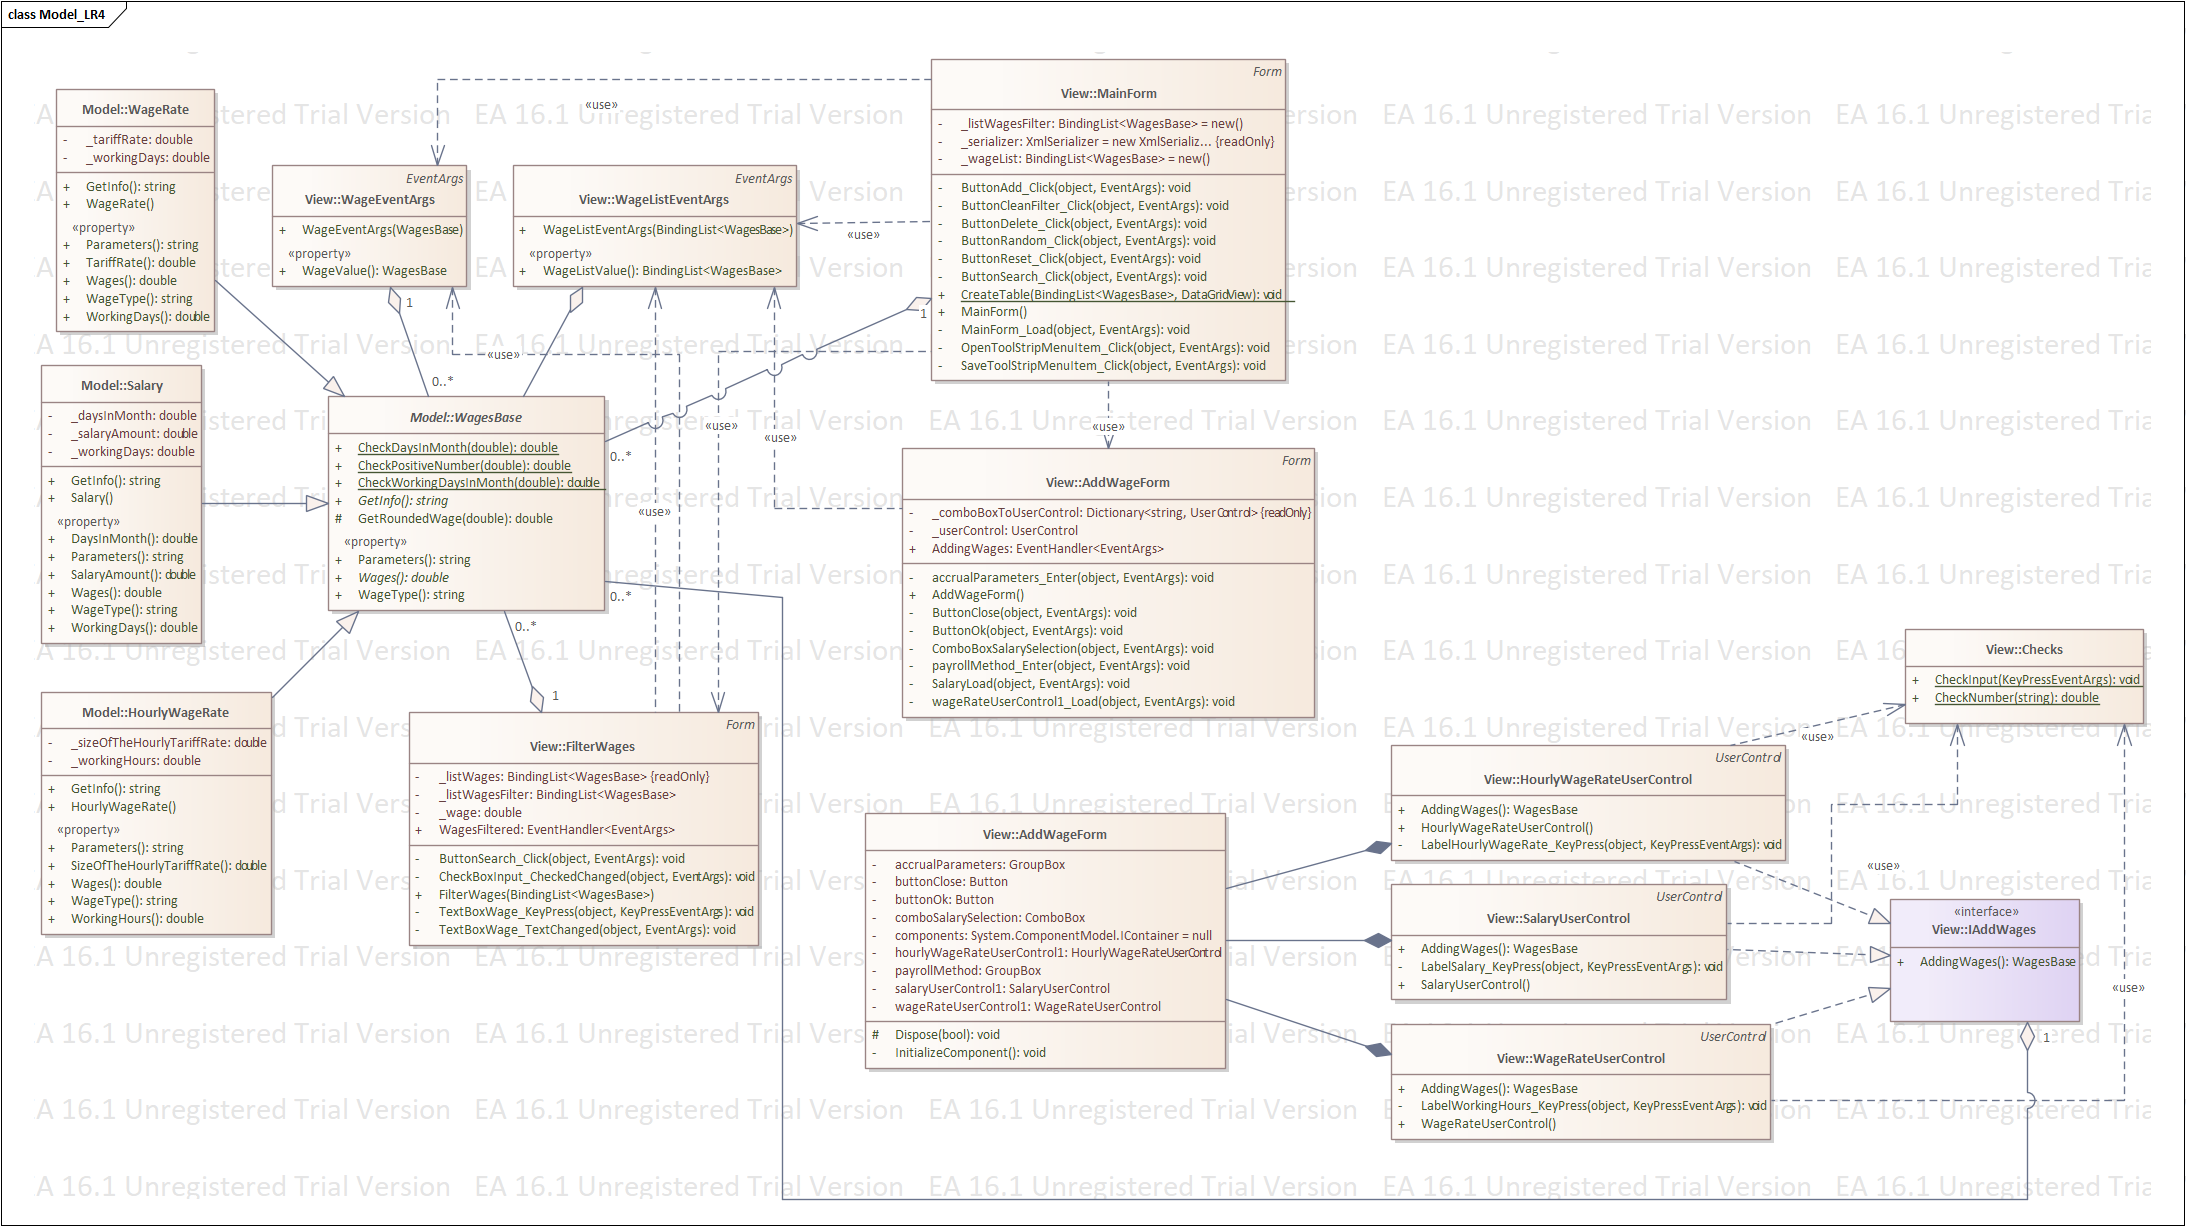 class Model_LR4
Model::WageRate
- _tariffRate: double
- _workingDays: double
+ GetInfo(): string
+ WageRate()
«property»
+ Parameters(): string
+ TariffRate(): double
+ Wages(): double
+ WageType(): string
+ WorkingDays(): double
Model::Salary
- _daysInMonth: double
- _salaryAmount: double
- _workingDays: double
+ GetInfo(): string
+ Salary()
«property»
+ DaysInMonth(): double
+ Parameters(): string
+ SalaryAmount(): double
+ Wages(): double
+ WageType(): string
+ WorkingDays(): double
Model::HourlyWageRate
- _sizeOfTheHourlyTariffRate: double
- _workingHours: double
+ GetInfo(): string
+ HourlyWageRate()
«property»
+ Parameters(): string
+ SizeOfTheHourlyTariffRate(): double
+ Wages(): double
+ WageType(): string
+ WorkingHours(): double
EventArgs
View::WageEventArgs
+ WageEventArgs(WagesBase)
«property»
+ WageValue(): WagesBase
EventArgs
View::WageListEventArgs
+ WageListEventArgs(BindingList<WagesBase>)
«property»
+ WageListValue(): BindingList<WagesBase>
Model::WagesBase
+ CheckDaysInMonth(double): double
+ CheckPositiveNumber(double): double
+ CheckWorkingDaysInMonth(double): double
+ GetInfo(): string
# GetRoundedWage(double): double
«property»
+ Parameters(): string
+ Wages(): double
+ WageType(): string
Form
View::FilterWages
- _listWages: BindingList<WagesBase> {readOnly}
- _listWagesFilter: BindingList<WagesBase>
- _wage: double
+ WagesFiltered: EventHandler<EventArgs>
- ButtonSearch_Click(object, EventArgs): void
- CheckBoxInput_CheckedChanged(object, EventArgs): void
+ FilterWages(BindingList<WagesBase>)
- TextBoxWage_KeyPress(object, KeyPressEventArgs): void
- TextBoxWage_TextChanged(object, EventArgs): void
Form
View::MainForm
- _listWagesFilter: BindingList<WagesBase> = new()
- _serializer: XmlSerializer = new XmlSerializ... {readOnly}
- _wageList: BindingList<WagesBase> = new()
- ButtonAdd_Click(object, EventArgs): void
- ButtonCleanFilter_Click(object, EventArgs): void
- ButtonDelete_Click(object, EventArgs): void
- ButtonRandom_Click(object, EventArgs): void
- ButtonReset_Click(object, EventArgs): void
- ButtonSearch_Click(object, EventArgs): void
+ CreateTable(BindingList<WagesBase>, DataGridView): void
+ MainForm()
- MainForm_Load(object, EventArgs): void
- OpenToolStripMenuItem_Click(object, EventArgs): void
- SaveToolStripMenuItem_Click(object, EventArgs): void
Form
View::AddWageForm
- _comboBoxToUserControl: Dictionary<string, UserControl> {readOnly}
- _userControl: UserControl
+ AddingWages: EventHandler<EventArgs>
- accrualParameters_Enter(object, EventArgs): void
+ AddWageForm()
- ButtonClose(object, EventArgs): void
- ButtonOk(object, EventArgs): void
- ComboBoxSalarySelection(object, EventArgs): void
- payrollMethod_Enter(object, EventArgs): void
- SalaryLoad(object, EventArgs): void
- wageRateUserControl1_Load(object, EventArgs): void
View::AddWageForm
- accrualParameters: GroupBox
- buttonClose: Button
- buttonOk: Button
- comboSalarySelection: ComboBox
- components: System.ComponentModel.IContainer = null
- hourlyWageRateUserControl1: HourlyWageRateUserControl
- payrollMethod: GroupBox
- salaryUserControl1: SalaryUserControl
- wageRateUserControl1: WageRateUserControl
# Dispose(bool): void
- InitializeComponent(): void
View::Checks
+ CheckInput(KeyPressEventArgs): void
+ CheckNumber(string): double
UserControl
View::HourlyWageRateUserControl
+ AddingWages(): WagesBase
+ HourlyWageRateUserControl()
- LabelHourlyWageRate_KeyPress(object, KeyPressEventArgs): void
UserControl
View::SalaryUserControl
+ AddingWages(): WagesBase
- LabelSalary_KeyPress(object, KeyPressEventArgs): void
+ SalaryUserControl()
UserControl
View::WageRateUserControl
+ AddingWages(): WagesBase
- LabelWorkingHours_KeyPress(object, KeyPressEventArgs): void
+ WageRateUserControl()
«interface»
View::IAddWages
+ AddingWages(): WagesBase
«use»
«use»
«use»
«use»
«use»
«use»
«use»
«use»
«use»
«use»
1
0..*
1
0..*
0..*
0..*
1
1
EA 16.1 Unregistered Trial Version